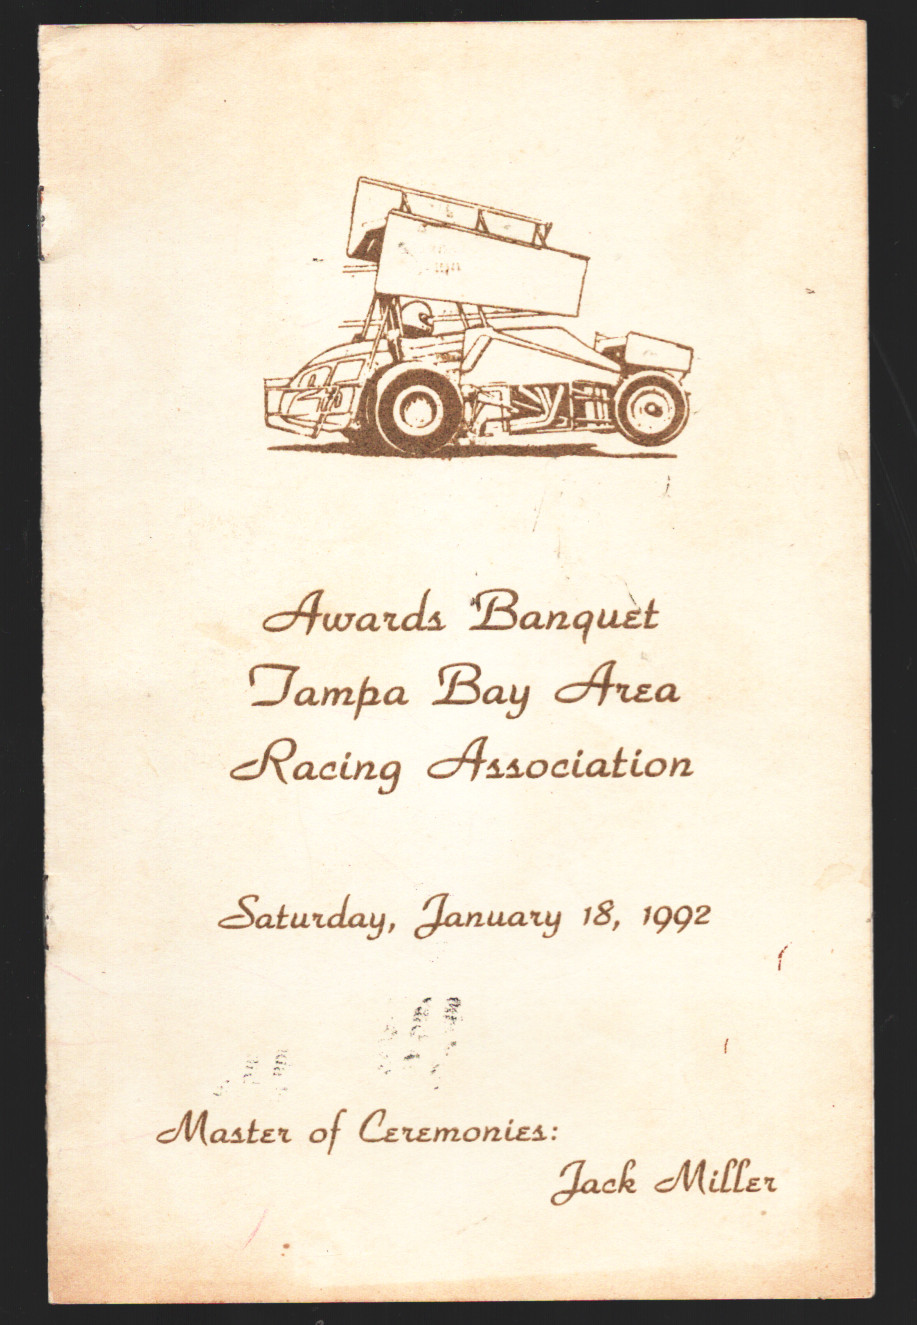 Awards Banquet
Tampa Bay Area
Racing Association
Saturday, January 18, 1992
Master of Ceremonies:
Jack Miller